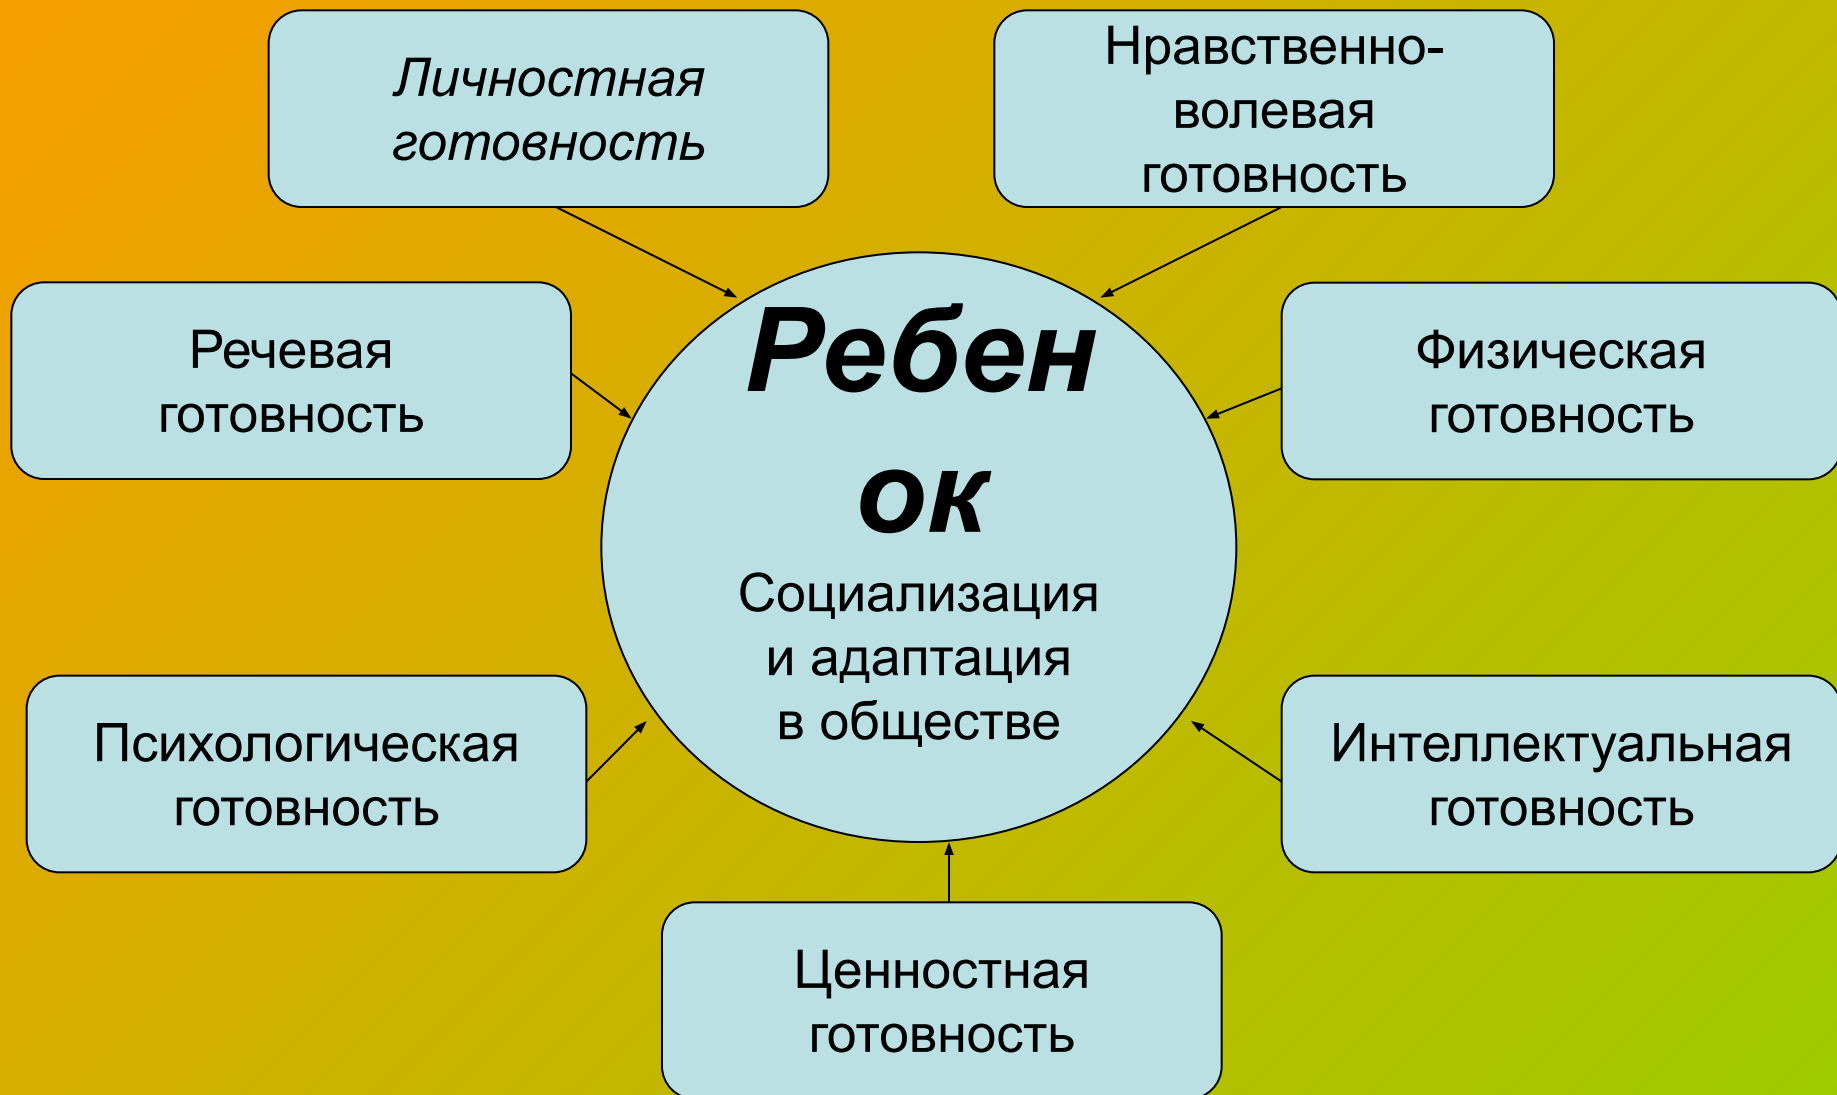 Личностная
готовность
Нравственно-
волевая
готовность
Речевая
готовность
Ребен
ок
Социализация
и адаптация
в обществе
Физическая
готовность
Психологическая
готовность
Интеллектуальная
готовность
Ценностная
готовность